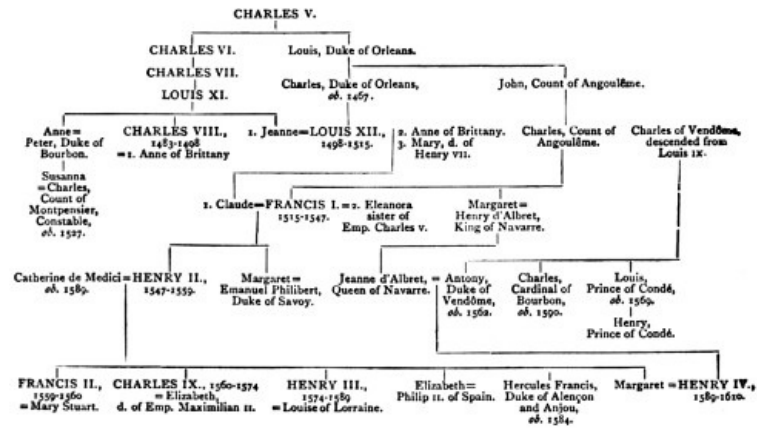 CHARLES V.
CHARLES VI.
Louis, Duke of Orleans.
CHARLES VII.
LOUIS XI.
Charles, Duke of Orleans,
ob. 1467.
John, Count of Angoulême.
Anne=
Peter, Duke of
Bourbon.
Susanna
=Charles,
Count of
Montpensier,
Constable,
ob. 1527.
CHARLES VIII.,
1483-1498
=1. Anne of Brittany
1. Jeanne=LOUIS XII.,
1498-1515.
2. Anne of Brittany.
3. Mary, d. of
Henry VII.
Charles, Count of
Angoulême.
Charles of Vendôme,
descended from
Louis IX.
1. Claude=FRANCIS I.=2. Eleanora
1515-1547.
sister of
Emp. Charles V.
Margaret=
Henry d'Albret,
King of Navarre.
Catherine de Medici=HENRY II.,
ob. 1589.
1547-1559.
Margaret=
Emanuel Philibert,
Duke of Savoy.
Jeanne d'Albret, =
Queen of Navarre.
Antony,
Duke of
Vendôme,
ob. 1562.
Charles,
Cardinal of
Bourbon,
ob. 1590.
Louis,
Prince of Condé,
ob. 1569.
Henry,
Prince of Condé.
FRANCIS II.,
1559-1560
=Mary Stuart.
CHARLES IX., 1560-1574
=Elizabeth,
d. of Emp. Maximilian II.
HENRY III.,
1574-1589
=Louise of Lorraine.
Elizabeth=
Philip II. of Spain.
Hercules Francis,
Duke of Alençon
and Anjou,
ob. 1584.
Margaret=HENRY IV.,
1589-1610.